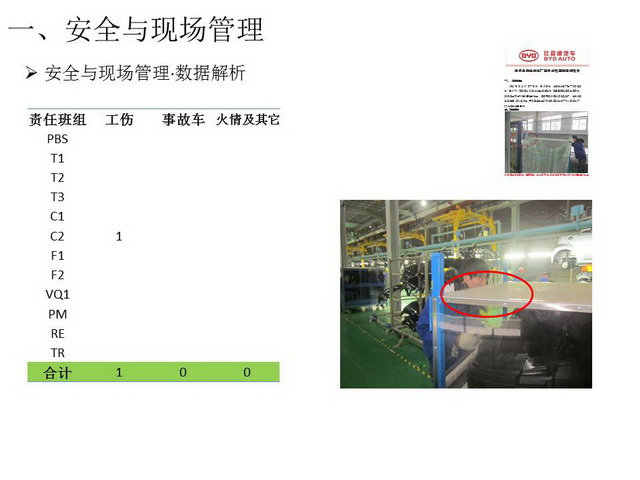 一、安全与现场管理
➢ 安全与现场管理·数据解析
BYD 比亚迪汽车
BYD AUTO
责任班组 工伤 事故车 火情及其它
PBS
T1
T2
T3
C1
C2 1
F1
F2
VQ1
PM
RE
TR
合计 1 0 0